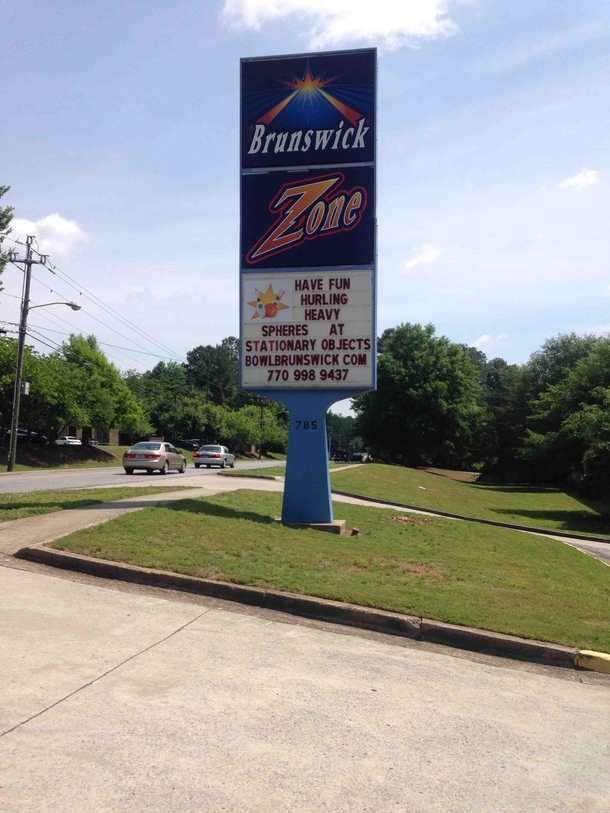 Brunswick
Zone
HAVE FUN
HURLING
HEAVY
SPHERES AT
STATIONARY OBJECTS
BOWLBRUNSWICK COM
770 998 9437
785